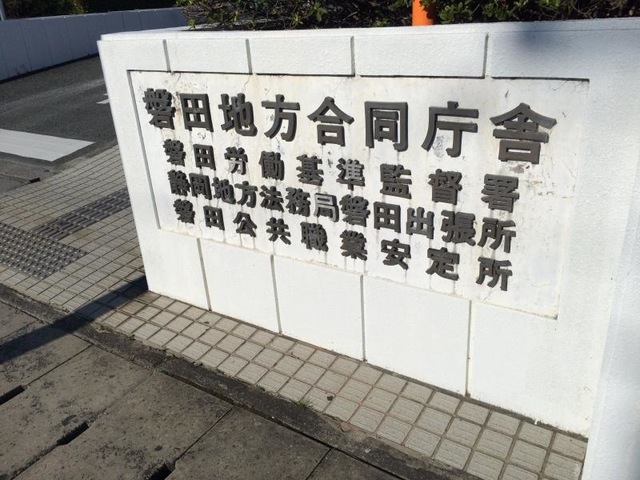 磐田地方合同庁舎
磐田労働基準監督署
静岡地方法務局磐田出張所
磐田公共職業安定所